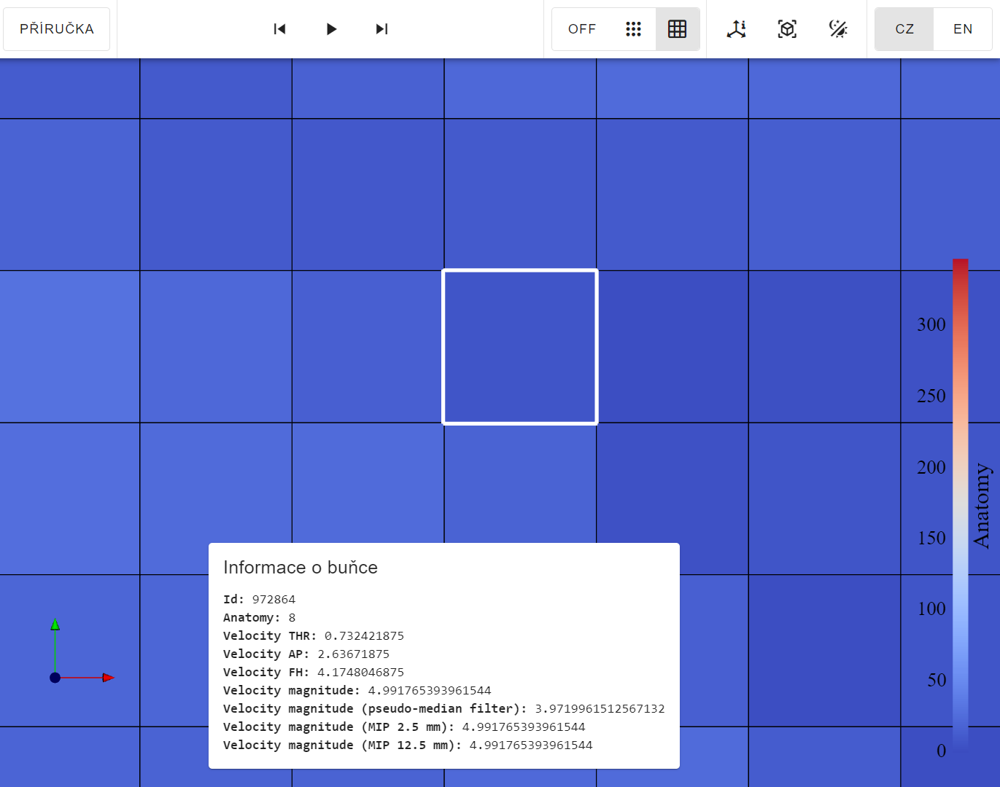 PŘÍRUČKA
OFF
CZ
EN
300
250
200
150
100
50
0
Anatomy
Informace o buňce
Id: 972864
Anatomy: 8
Velocity THR: 0.732421875
Velocity AP: 2.63671875
Velocity FH: 4.1748046875
Velocity magnitude: 4.991765393961544
Velocity magnitude (pseudo-median filter): 3.9719961512567132
Velocity magnitude (MIP 2.5 mm): 4.991765393961544
Velocity magnitude (MIP 12.5 mm): 4.991765393961544